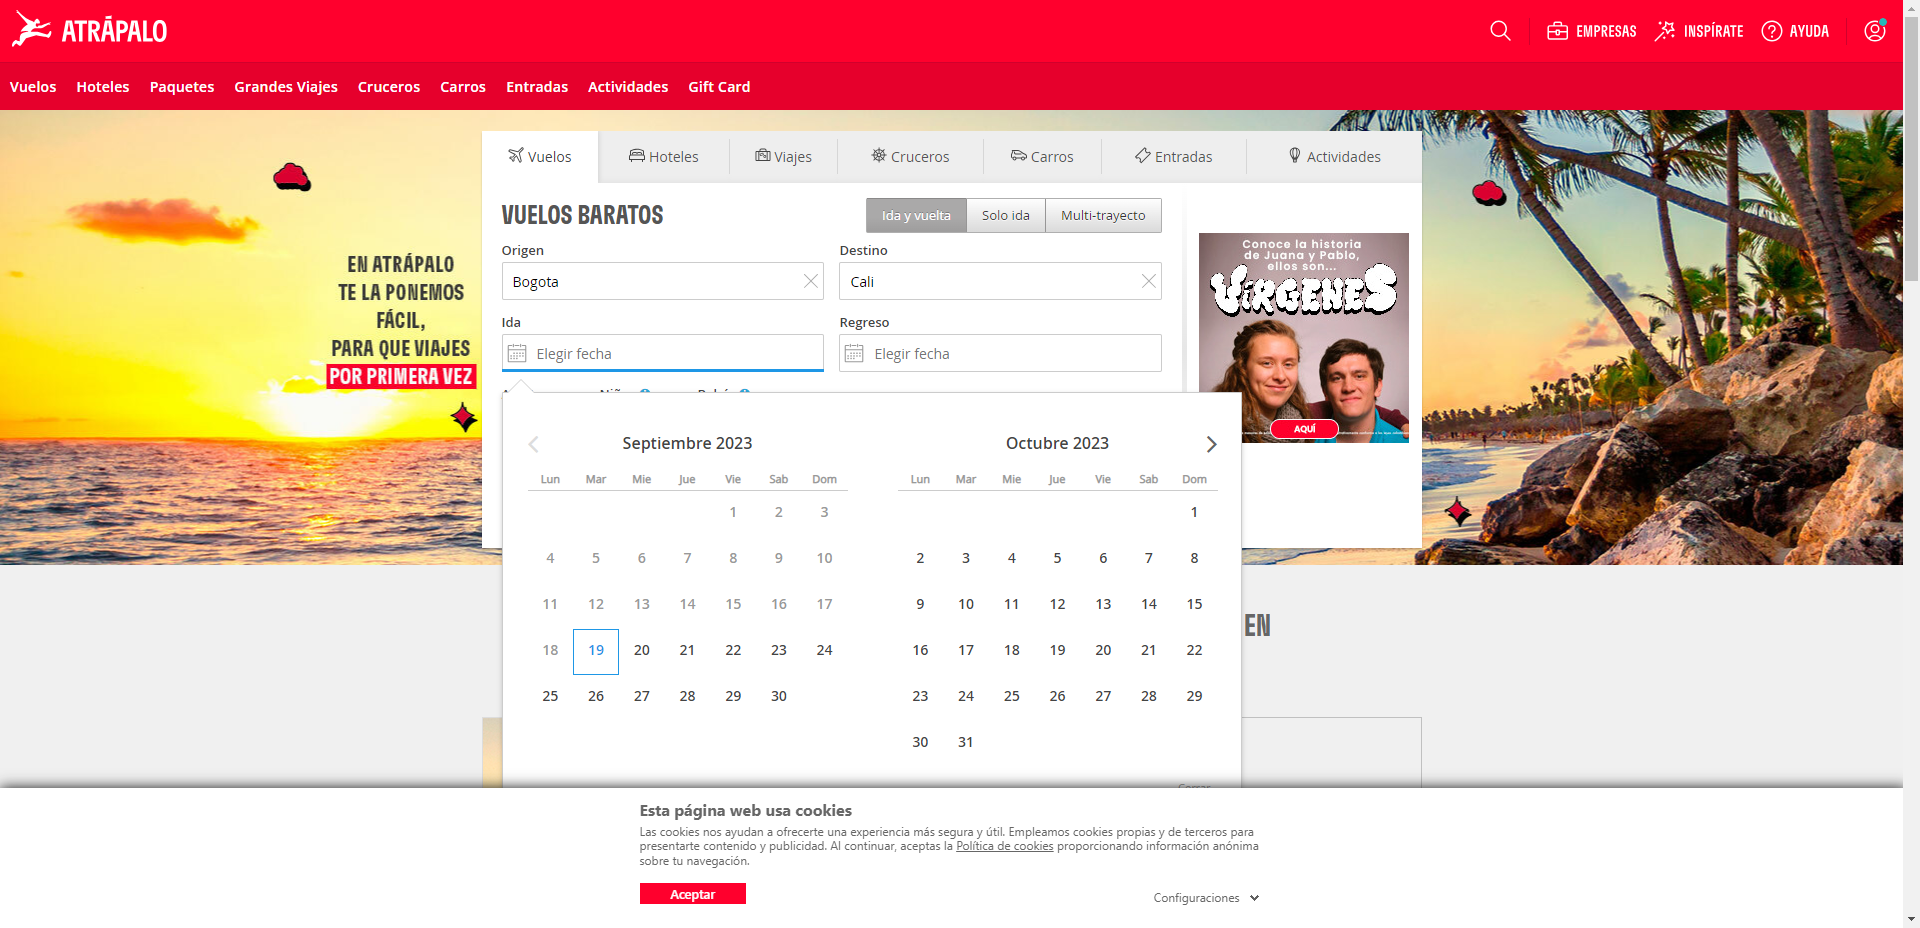 ATRÁPALO
EMPRESAS
INSPÍRATE
AYUDA
Vuelos Hoteles Paquetes Grandes Viajes Cruceros Carros Entradas Actividades Gift Card
Vuelos
Hoteles
Viajes
Cruceros
Carros
Entradas
Actividades
EN ATRÁPALO
TE LA PONEMOS
FÁCIL,
PARA QUE VIAJES
POR PRIMERA VEZ
VUELOS BARATOS
Ida y vuelta Solo ida Multi-trayecto
Origen
Destino
Bogota
Cali
Ida
Regreso
Elegir fecha
Elegir fecha
Conoce la historia
de Juana y Pablo,
ellos son...
VíRGENES
AQUÍ
Septiembre 2023
Lun Mar Mie Jue Vie Sab Dom
1 2 3
4 5 6 7 8 9 10
11 12 13 14 15 16 17
18 19 20 21 22 23 24
25 26 27 28 29 30
Octubre 2023
Lun Mar Mie Jue Vie Sab Dom
1
2 3 4 5 6 7 8
9 10 11 12 13 14 15
16 17 18 19 20 21 22
23 24 25 26 27 28 29
30 31
EN
Esta página web usa cookies
Las cookies nos ayudan a ofrecerte una experiencia más segura y útil. Empleamos cookies propias y de terceros para
presentarte contenido y publicidad. Al continuar, aceptas la Política de cookies proporcionando información anónima
sobre tu navegación.
Aceptar
Configuraciones